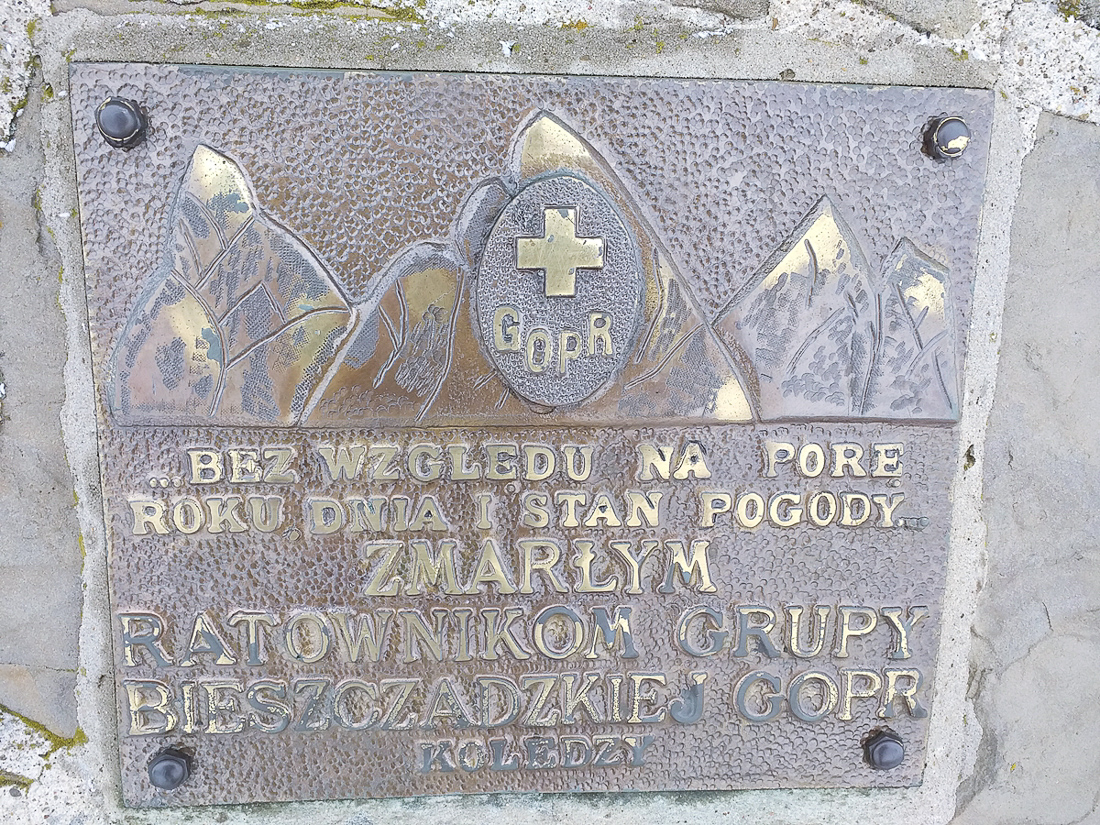 GOPR
...BEZ WZGLĘDU NA PORĘ
ROKU, DNIA I STAN POGODY...
ZMARŁYM
RATOWNIKOM GRUPY
BIESZCZADZKIEJ GOPR
KOLEDZY